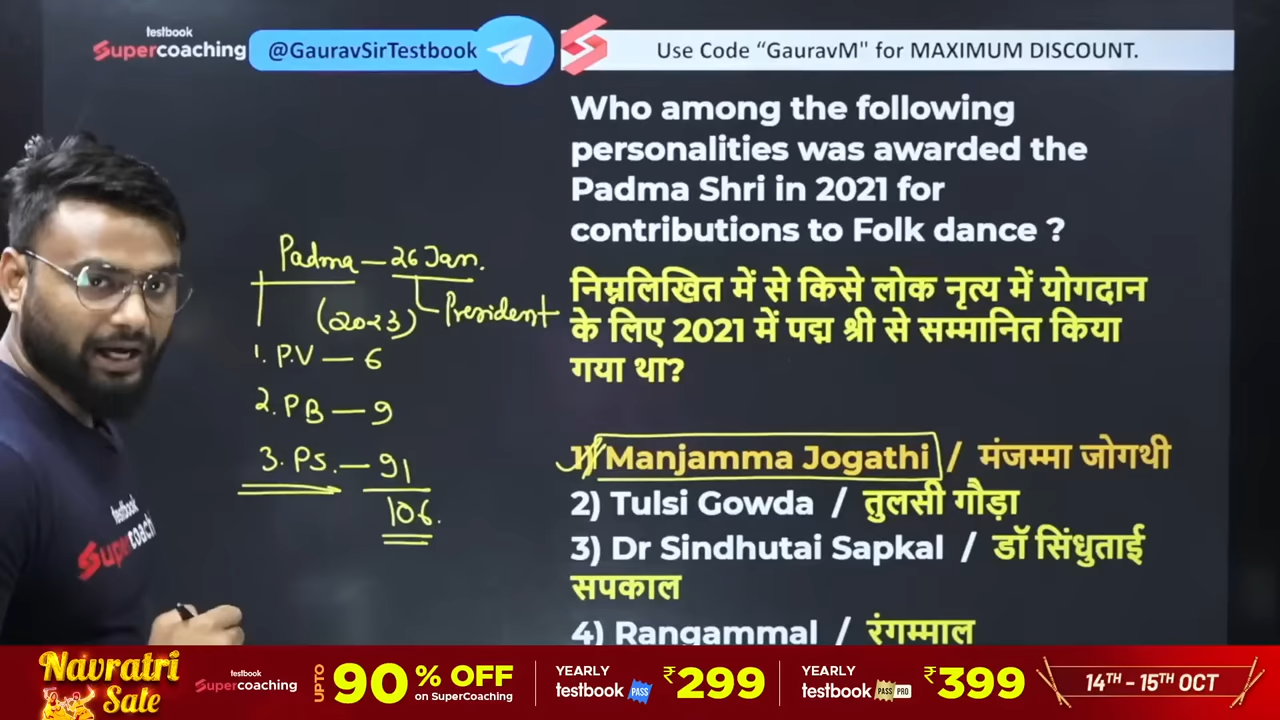 testbook
Supercoaching
@GauravSirTestbook
Use Code “GauravM" for MAXIMUM DISCOUNT.
Who among the following
personalities was awarded the
Padma Shri in 2021 for
contributions to Folk dance ?
निम्नलिखित में से किसे लोक नृत्य में योगदान
के लिए 2021 में पद्म श्री से सम्मानित किया
गया था?
1) Manjamma Jogathi / मंजम्मा जोगथी
2) Tulsi Gowda / तुलसी गौड़ा
3) Dr Sindhutai Sapkal / डॉ सिंधुताई
सपकाल
4) Rangammal / रंगम्माल
Padma — 26 Jan.
(2023) President
1. P.V — 6
2. PB — 9
3. PS. — 91
106.
testbook
Supercoachi
Navratri
Sale
testbook
Supercoaching
UPTO 90% OFF
on SuperCoaching
YEARLY
testbook PASS
₹299
YEARLY
testbook PASS PRO
₹399
14TH - 15TH OCT